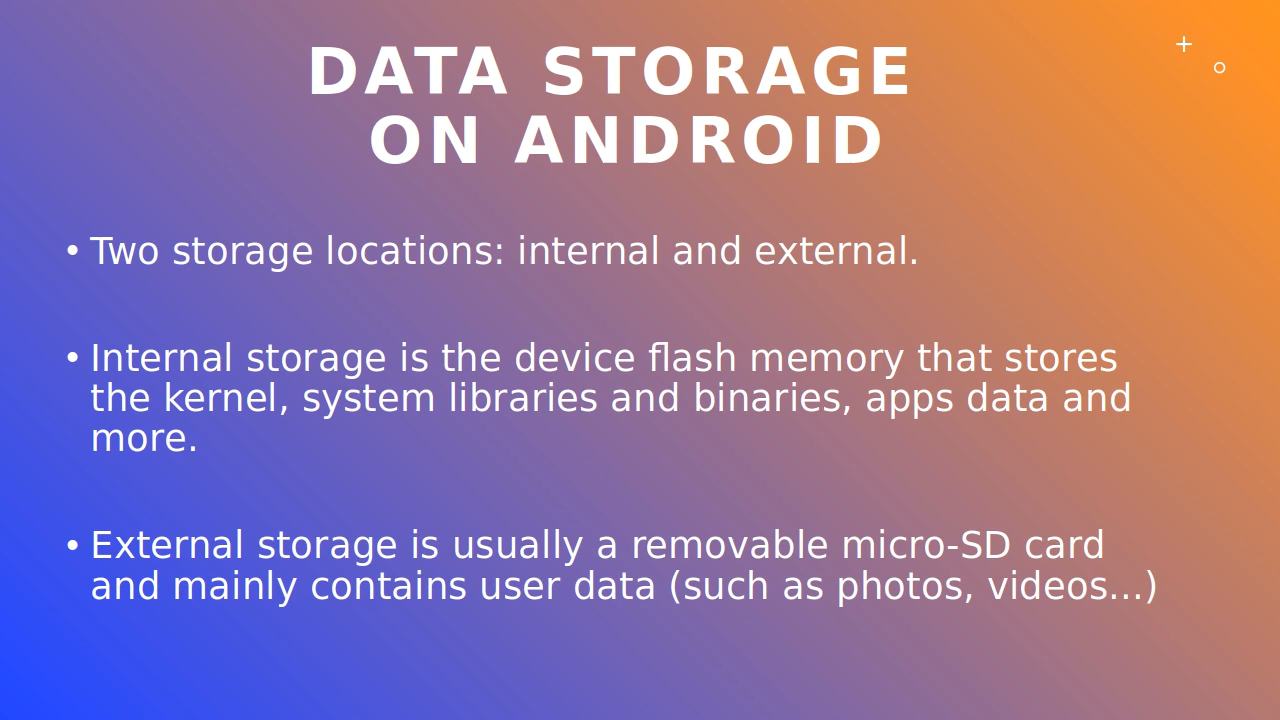 DATA STORAGE
ON ANDROID
• Two storage locations: internal and external.
• Internal storage is the device flash memory that stores
the kernel, system libraries and binaries, apps data and
more.
• External storage is usually a removable micro-SD card
and mainly contains user data (such as photos, videos…)